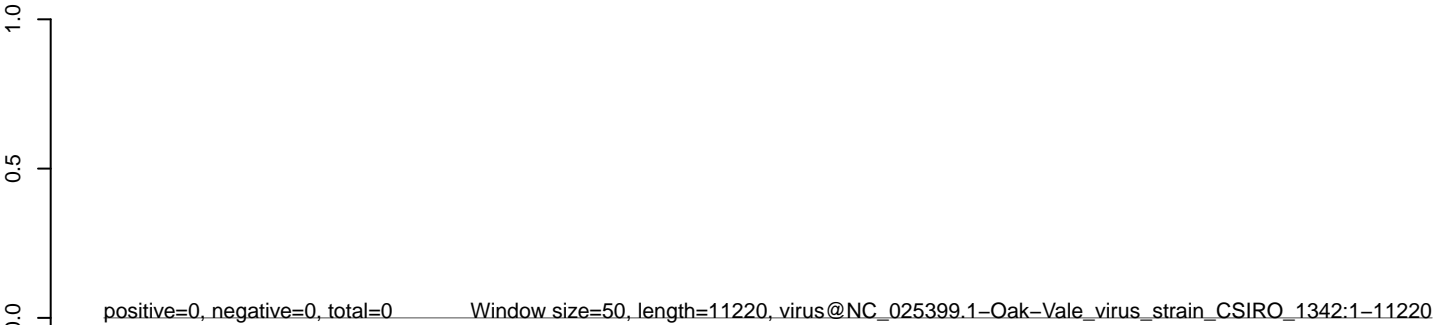 1.0
0.5
0.0
positive=0, negative=0, total=0 Window size=50, length=11220, virus@NC_025399.1−Oak−Vale_virus_strain_CSIRO_1342:1−11220